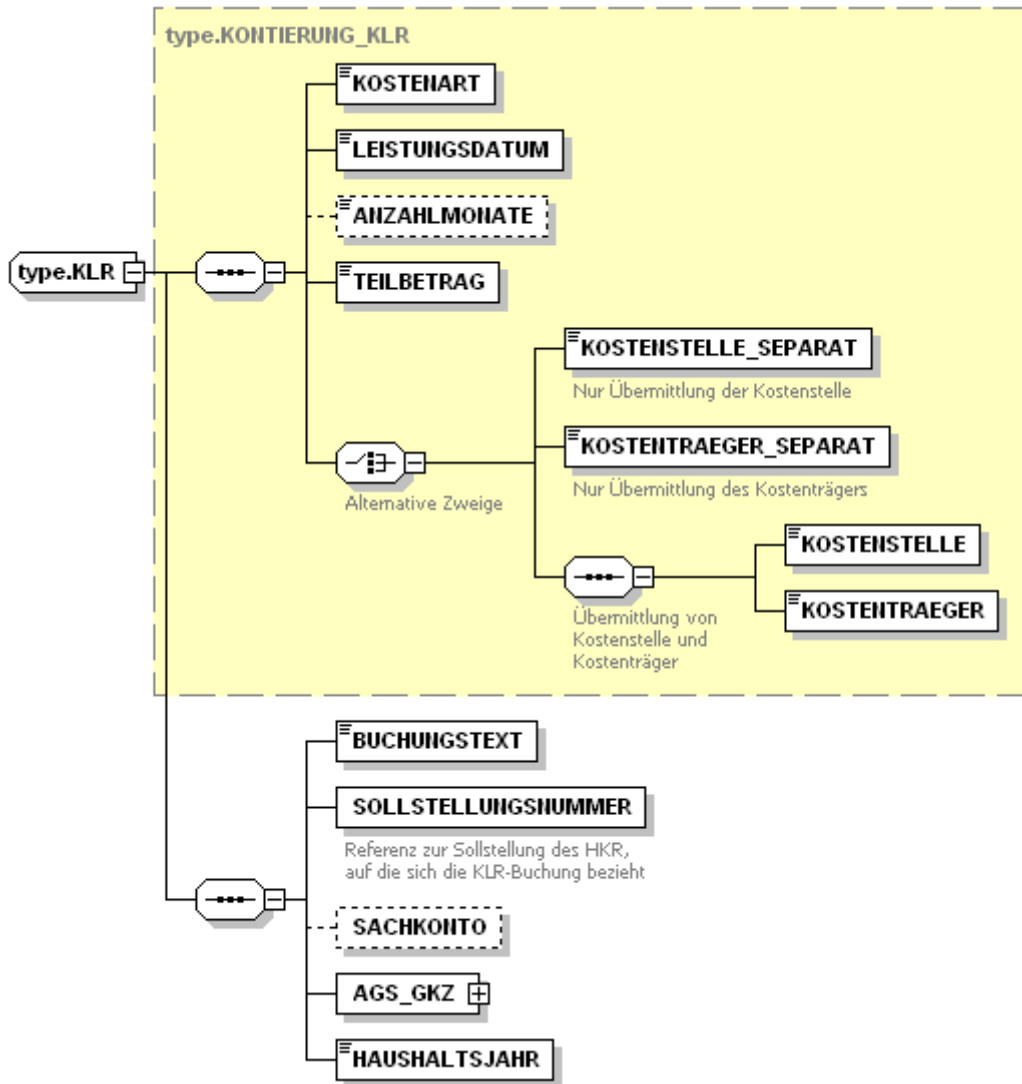 type.KONTIERUNG_KLR
KOSTENART
LEISTUNGSDATUM
ANZAHLMONATE
type.KLR
TEILBETRAG
KOSTENSTELLE_SEPARAT
Nur Übermittlung der Kostenstelle
KOSTENTRAEGER_SEPARAT
Nur Übermittlung des Kostenträgers
Alternative Zweige
KOSTENSTELLE
KOSTENTRAEGER
Übermittlung von
Kostenstelle und
Kostenträger
BUCHUNGSTEXT
SOLLSTELLUNGSNUMMER
Referenz zur Sollstellung des HKR,
auf die sich die KLR-Buchung bezieht
SACHKONTO
AGS_GKZ
HAUSHALTSJAHR